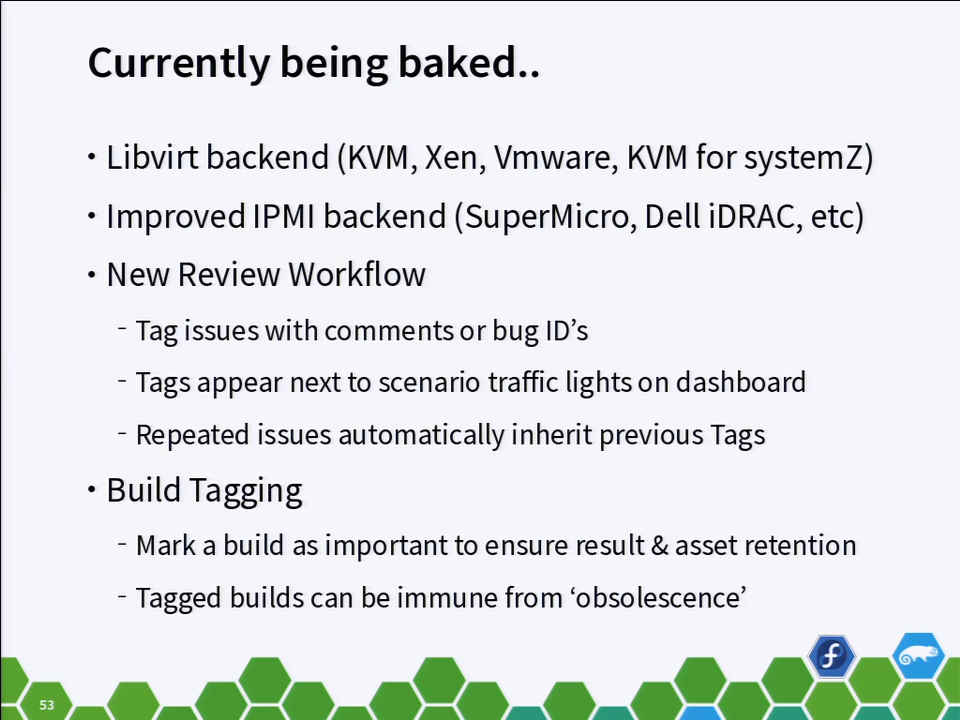 Currently being baked..
• Libvirt backend (KVM, Xen, Vmware, KVM for systemZ)
• Improved IPMI backend (SuperMicro, Dell iDRAC, etc)
• New Review Workflow
- Tag issues with comments or bug ID’s
- Tags appear next to scenario traffic lights on dashboard
- Repeated issues automatically inherit previous Tags
• Build Tagging
- Mark a build as important to ensure result & asset retention
- Tagged builds can be immune from ‘obsolescence’
53